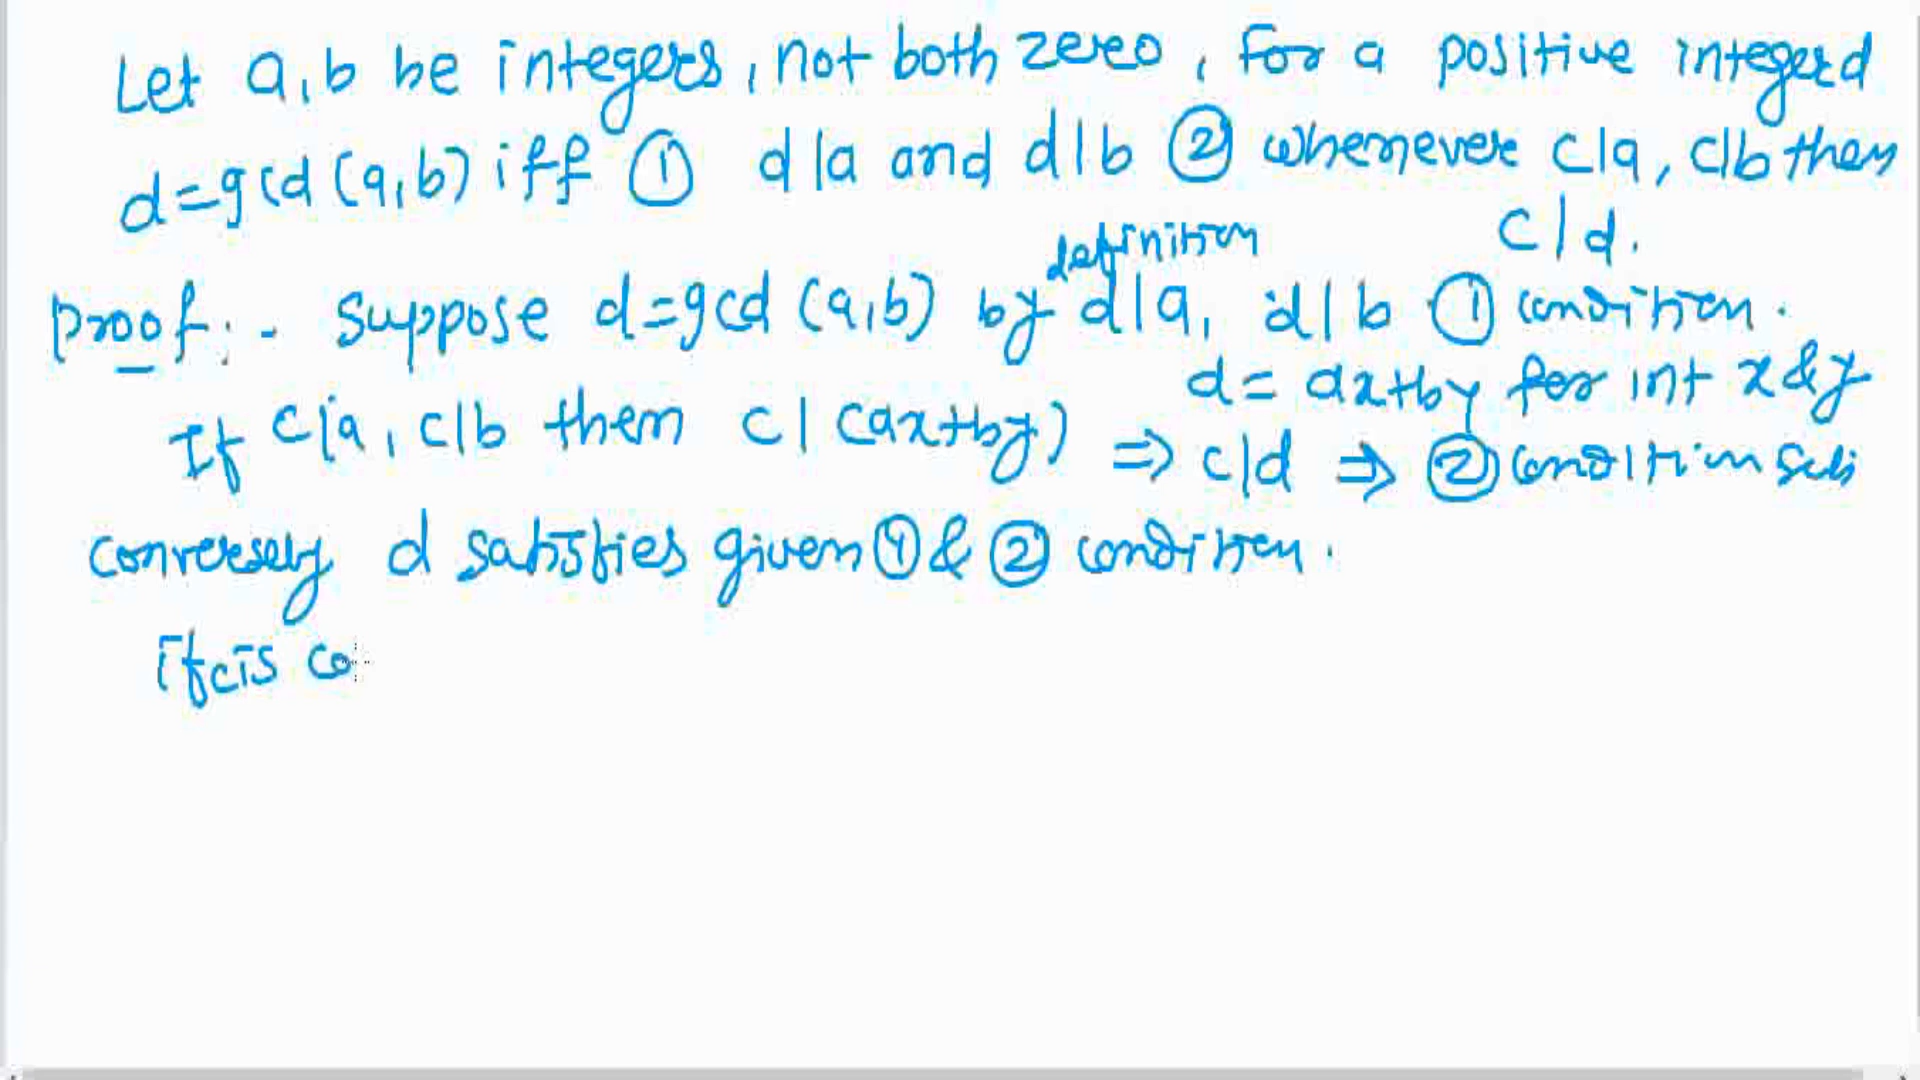 Let a,b be integers, not both zero, For a positive integer d
d=gcd (a,b) iff ① d|a and d|b ② whenever c|a, c|b then
c|d.
definition
Proof:- Suppose d=gcd (a,b) by d|a, d|b ① condition.
d= ax+by for int x&y
If c|a, c|b then c| (ax+by) ⇒ c|d ⇒ ② condition
conversely d satisfies given ① & ② condition.
if c is co